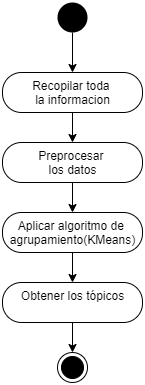 Recopilar toda
la informacion
Preprocesar
los datos
Aplicar algoritmo de
agrupamiento(KMeans)
Obtener los tópicos